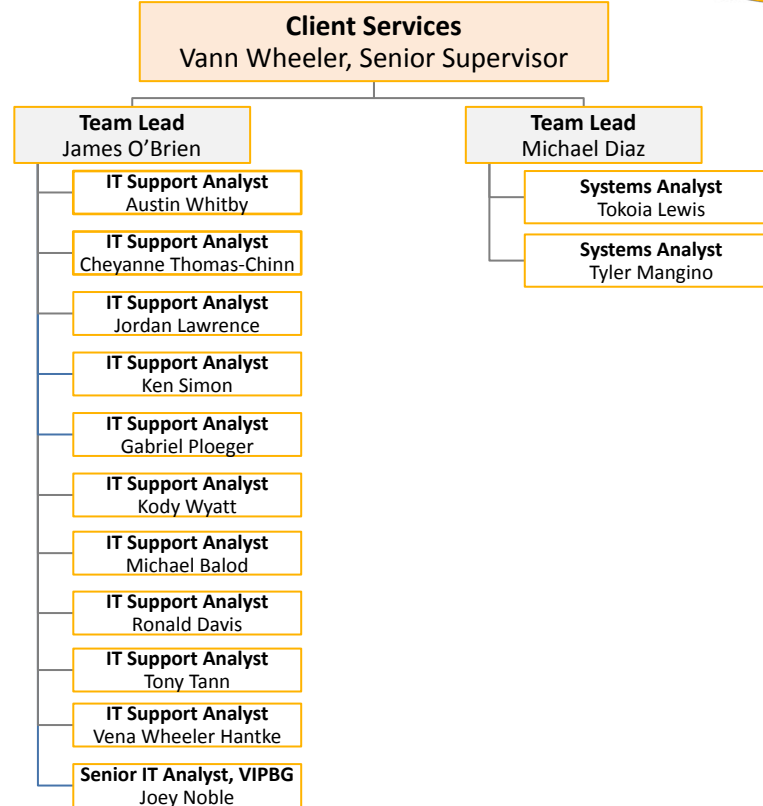 Client Services
Vann Wheeler, Senior Supervisor
Team Lead
James O’Brien
IT Support Analyst
Austin Whitby
IT Support Analyst
Cheyanne Thomas-Chinn
IT Support Analyst
Jordan Lawrence
IT Support Analyst
Ken Simon
IT Support Analyst
Gabriel Ploeger
IT Support Analyst
Kody Wyatt
IT Support Analyst
Michael Balod
IT Support Analyst
Ronald Davis
IT Support Analyst
Tony Tann
IT Support Analyst
Vena Wheeler Hantke
Senior IT Analyst, VIPBG
Joey Noble
Team Lead
Michael Diaz
Systems Analyst
Tokoia Lewis
Systems Analyst
Tyler Mangino